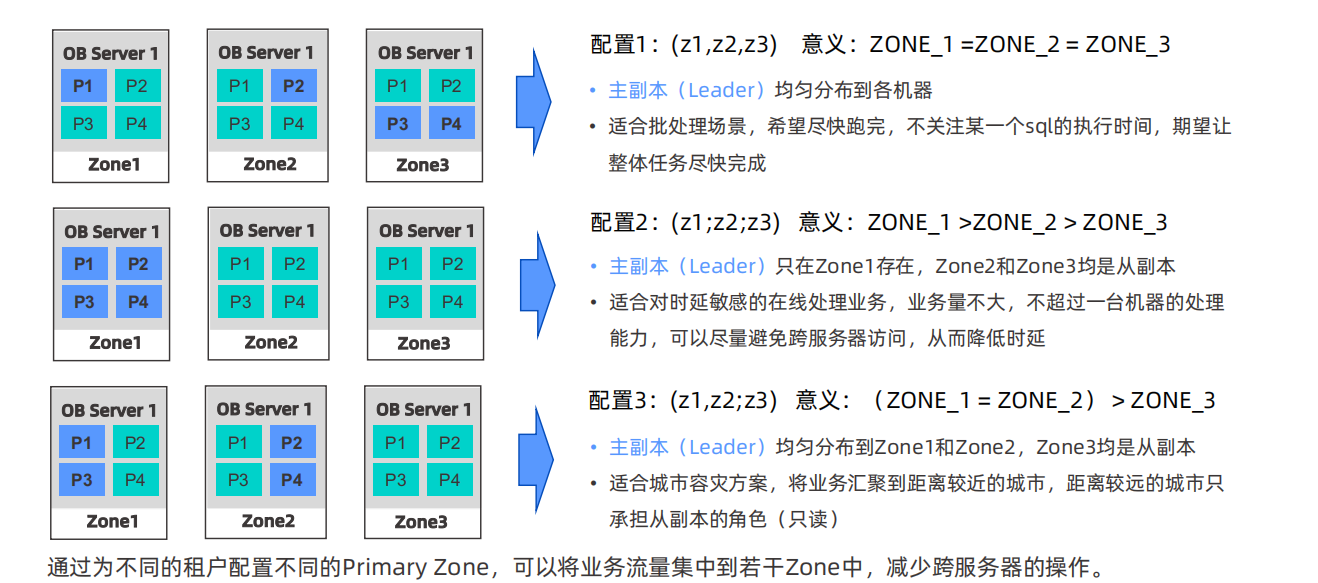 OB Server 1
P1 P2
P3 P4
Zone1
OB Server 1
P1 P2
P3 P4
Zone2
OB Server 1
P1 P2
P3 P4
Zone3
配置1：(z1,z2,z3) 意义：ZONE_1 =ZONE_2 = ZONE_3
• 主副本（Leader）均匀分布到各机器
• 适合批处理场景，希望尽快跑完，不关注某一个sql的执行时间，期望让
整体任务尽快完成
OB Server 1
P1 P2
P3 P4
Zone1
OB Server 1
P1 P2
P3 P4
Zone2
OB Server 1
P1 P2
P3 P4
Zone3
配置2：(z1;z2;z3) 意义：ZONE_1 >ZONE_2 > ZONE_3
• 主副本（Leader）只在Zone1存在，Zone2和Zone3均是从副本
• 适合对时延敏感的在线处理业务，业务量不大，不超过一台机器的处理
能力，可以尽量避免跨服务器访问，从而降低时延
OB Server 1
P1 P2
P3 P4
Zone1
OB Server 1
P1 P2
P3 P4
Zone2
OB Server 1
P1 P2
P3 P4
Zone3
配置3：(z1,z2;z3) 意义：（ZONE_1 = ZONE_2）> ZONE_3
• 主副本（Leader）均匀分布到Zone1和Zone2，Zone3均是从副本
• 适合城市容灾方案，将业务汇聚到距离较近的城市，距离较远的城市只
承担从副本的角色（只读）
通过为不同的租户配置不同的Primary Zone，可以将业务流量集中到若干Zone中，减少跨服务器的操作。